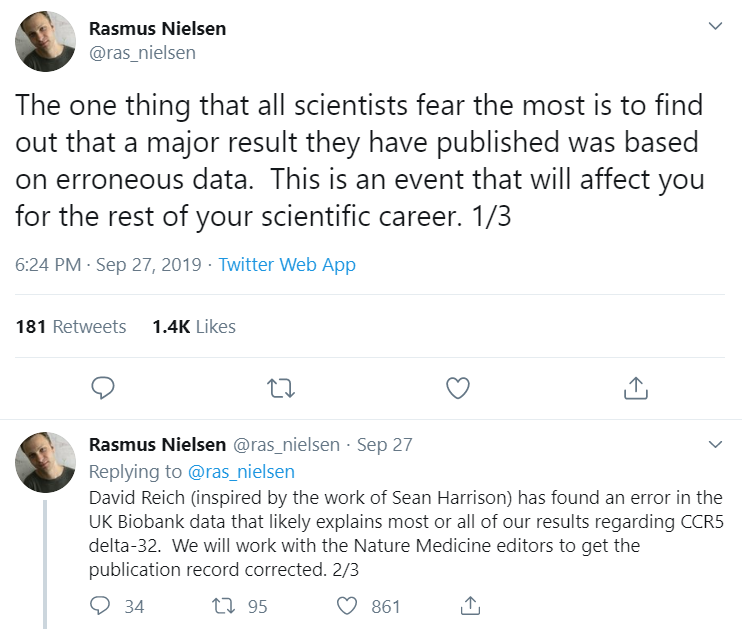 Rasmus Nielsen
@ras_nielsen
The one thing that all scientists fear the most is to find
out that a major result they have published was based
on erroneous data.  This is an event that will affect you
for the rest of your scientific career. 1/3
6:24 PM · Sep 27, 2019 · Twitter Web App
181 Retweets 1.4K Likes
Rasmus Nielsen @ras_nielsen · Sep 27
Replying to @ras_nielsen
David Reich (inspired by the work of Sean Harrison) has found an error in the
UK Biobank data that likely explains most or all of our results regarding CCR5
delta-32.  We will work with the Nature Medicine editors to get the
publication record corrected. 2/3
34 95 861